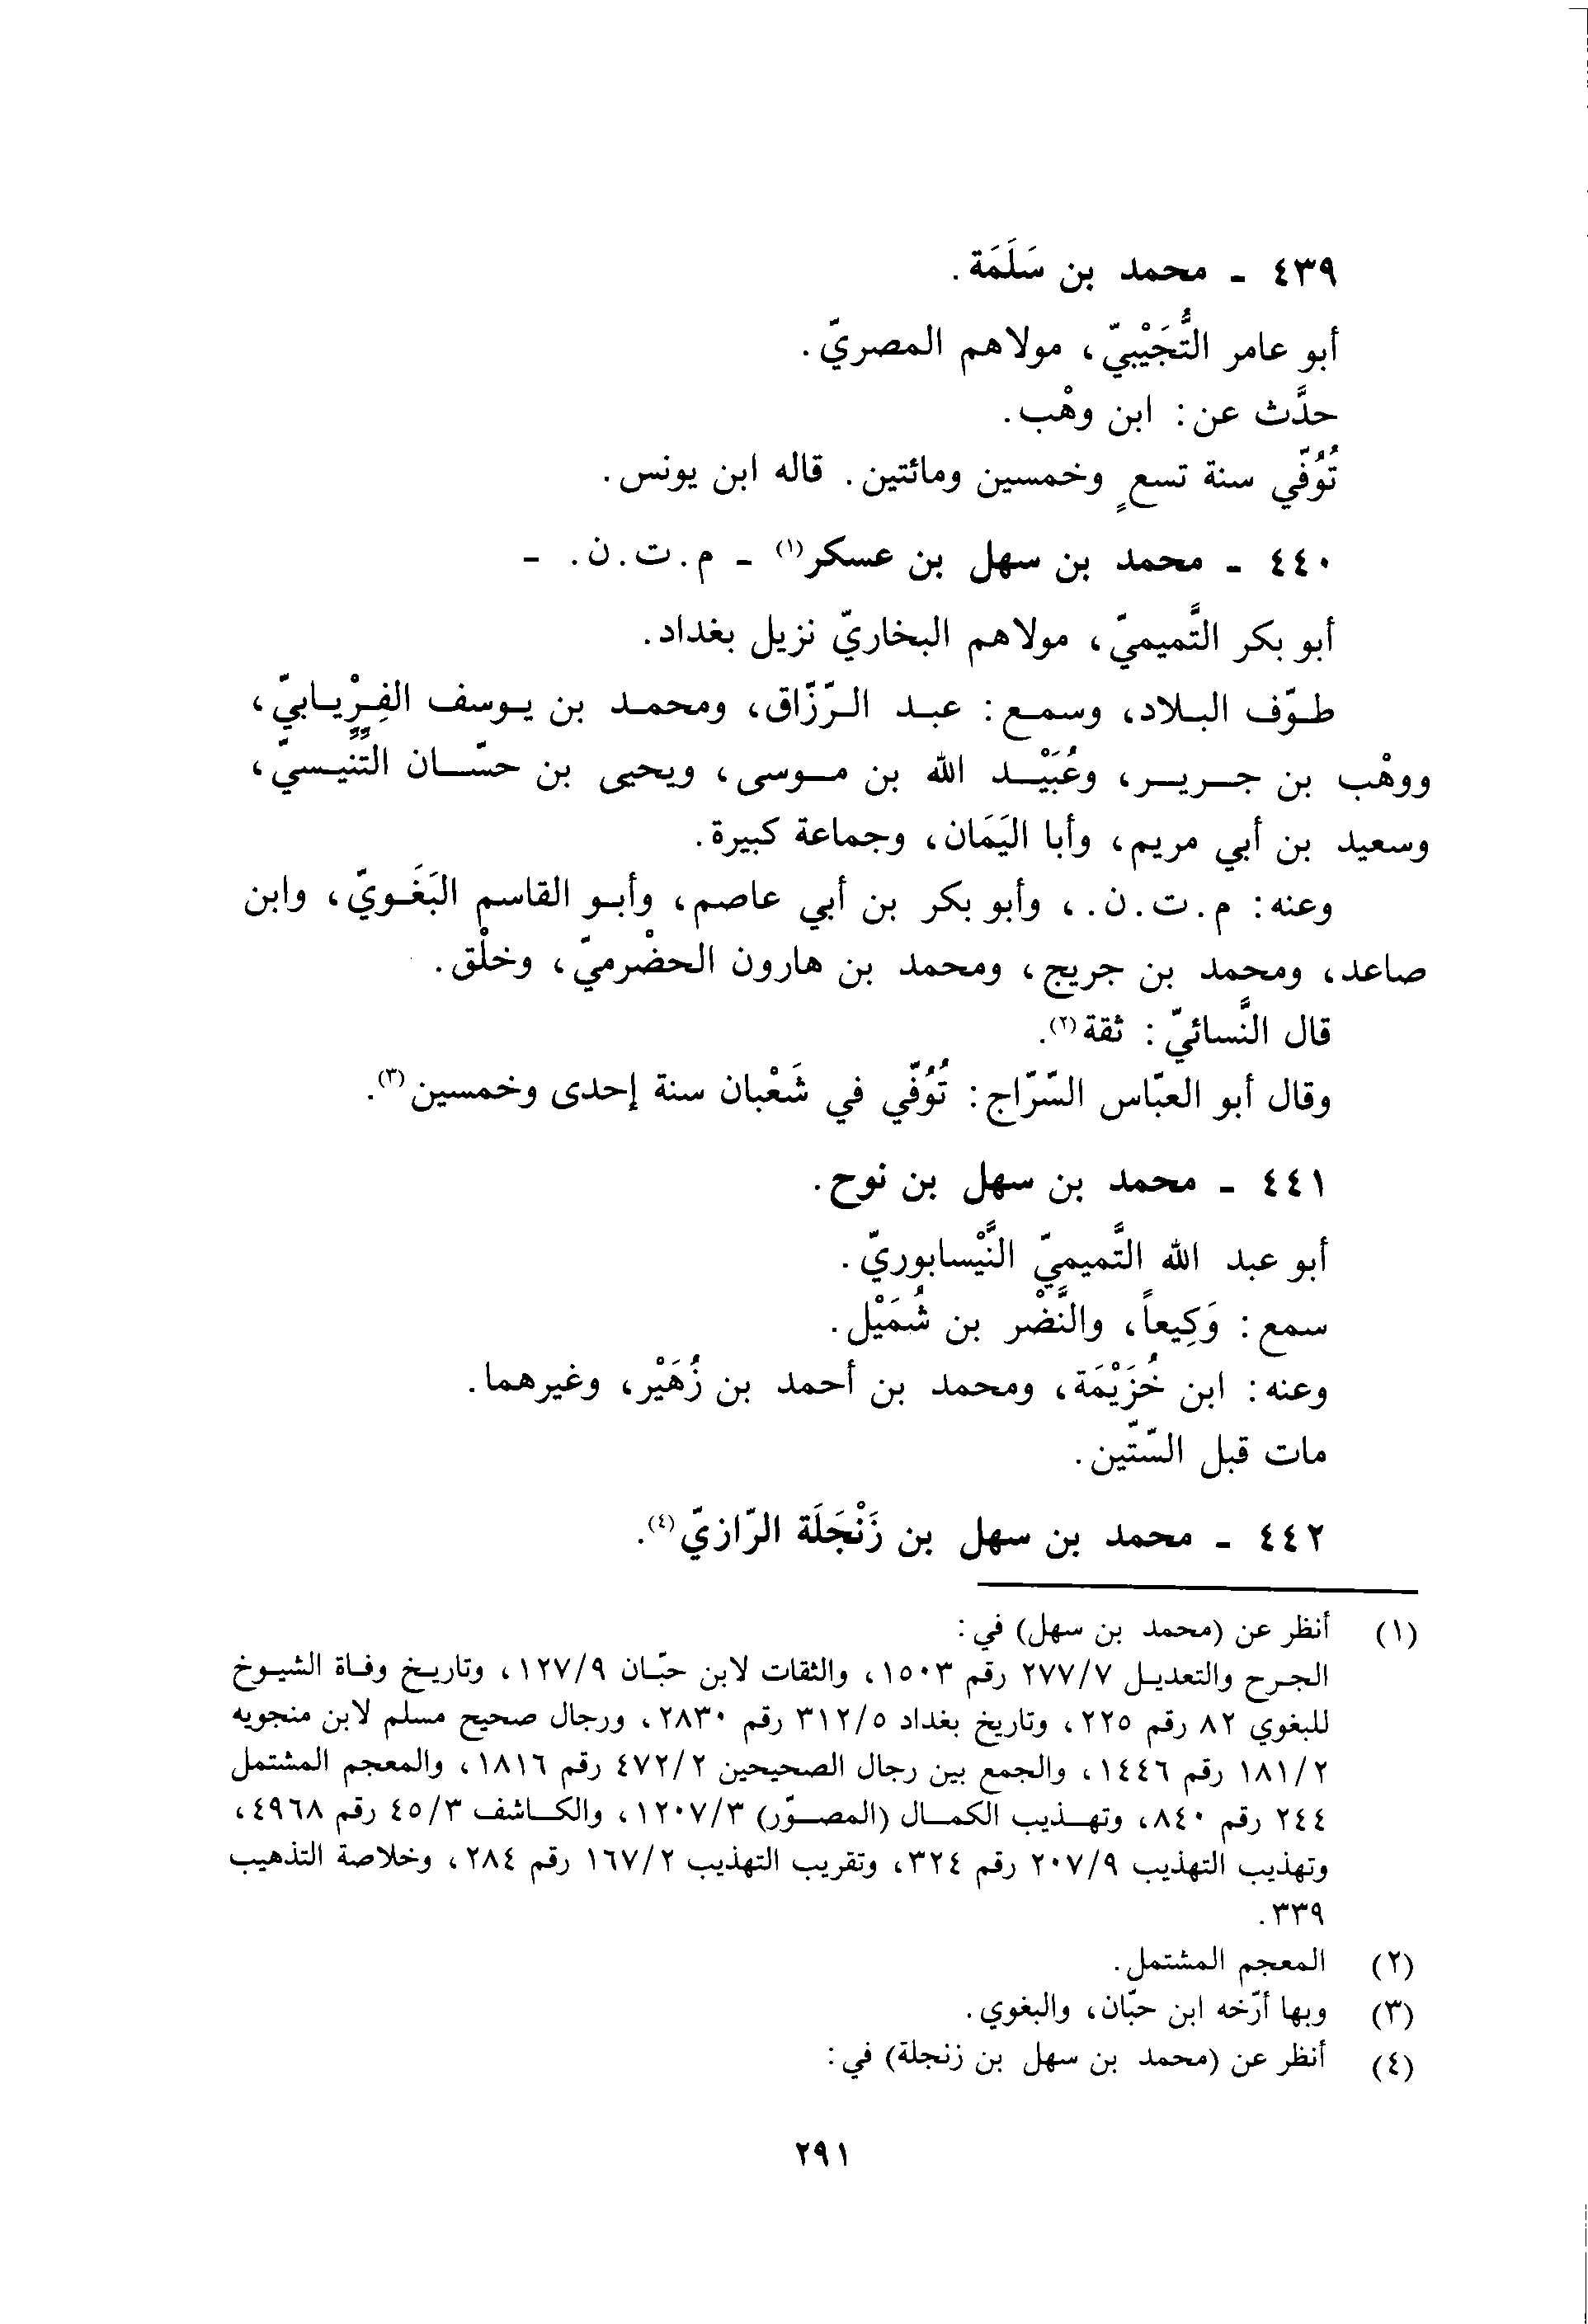 ٤٣٩ ـ محمد بن سَلَمَة.
أبو عامر التُّجَيْبيّ، مولاهم المصريّ.
حدَّث عن: ابن وهْب.
تُوُفّي سنة تسعٍ وخمسين ومائتين. قاله ابن يونس.
٤٤٠ ـ محمد بن سهل بن عسكر(١) ـ م. ت. ن. ـ
أبو بكر التَّميميّ، مولاهم البخاريّ نزيل بغداد.
طوّف البلاد، وسمع: عبد الرّزّاق، ومحمد بن يوسف الفِرْيابيّ،
ووهْب بن جرير، وعُبَيْد الله بن موسى، ويحيى بن حسّان التَّنِّيسيّ،
وسعيد بن أبي مريم، وأبا اليَمَان، وجماعة كبيرة.
وعنه: م. ت. ن.، وأبو بكر بن أبي عاصم، وأبو القاسم البَغَويّ، وابن
صاعد، ومحمد بن جريج، ومحمد بن هارون الحضْرميّ، وخلْق.
قال النَّسائيّ: ثقة(٢).
وقال أبو العبّاس السّرّاج: تُوُفّي في شَعْبان سنة إحدى وخمسين(٣).
٤٤١ ـ محمد بن سهل بن نوح.
أبو عبد الله التَّميميّ النَّيْسابوريّ.
سمع: وَكِيعاً، والنَّضْر بن شُمَيْل.
وعنه: ابن خُزَيْمَة، ومحمد بن أحمد بن زُهَيْر، وغيرهما.
مات قبل السّتّين.
٤٤٢ ـ محمد بن سهل بن زَنْجَلَة الرّازيّ(٤).
(١) أنظر عن (محمد بن سهل) في:
الجرح والتعديل ٢٧٧/٧ رقم ١٥٠٣، والثقات لابن حبّان ١٢٧/٩، وتاريخ وفاة الشيوخ
للبغوي ٨٢ رقم ٢٢٥، وتاريخ بغداد ٣١٢/٥ رقم ٢٨٣٠، ورجال صحيح مسلم لابن منجويه
١٨١/٢ رقم ١٤٤٦، والجمع بين رجال الصحيحين ٤٧٢/٢ رقم ١٨١٦، والمعجم المشتمل
٢٤٤ رقم ٨٤٠، وتهذيب الكمال (المصوّر) ١٢٠٧/٣، والكاشف ٤٥/٣ رقم ٤٩٦٨،
وتهذيب التهذيب ٢٠٧/٩ رقم ٣٢٤، وتقريب التهذيب ١٦٧/٢ رقم ٢٨٤، وخلاصة التذهيب
٣٣٩.
(٢) المعجم المشتمل.
(٣) وبها أرّخه ابن حبّان، والبغوي.
(٤) أنظر عن (محمد بن سهل بن زنجلة) في:
٢٩١